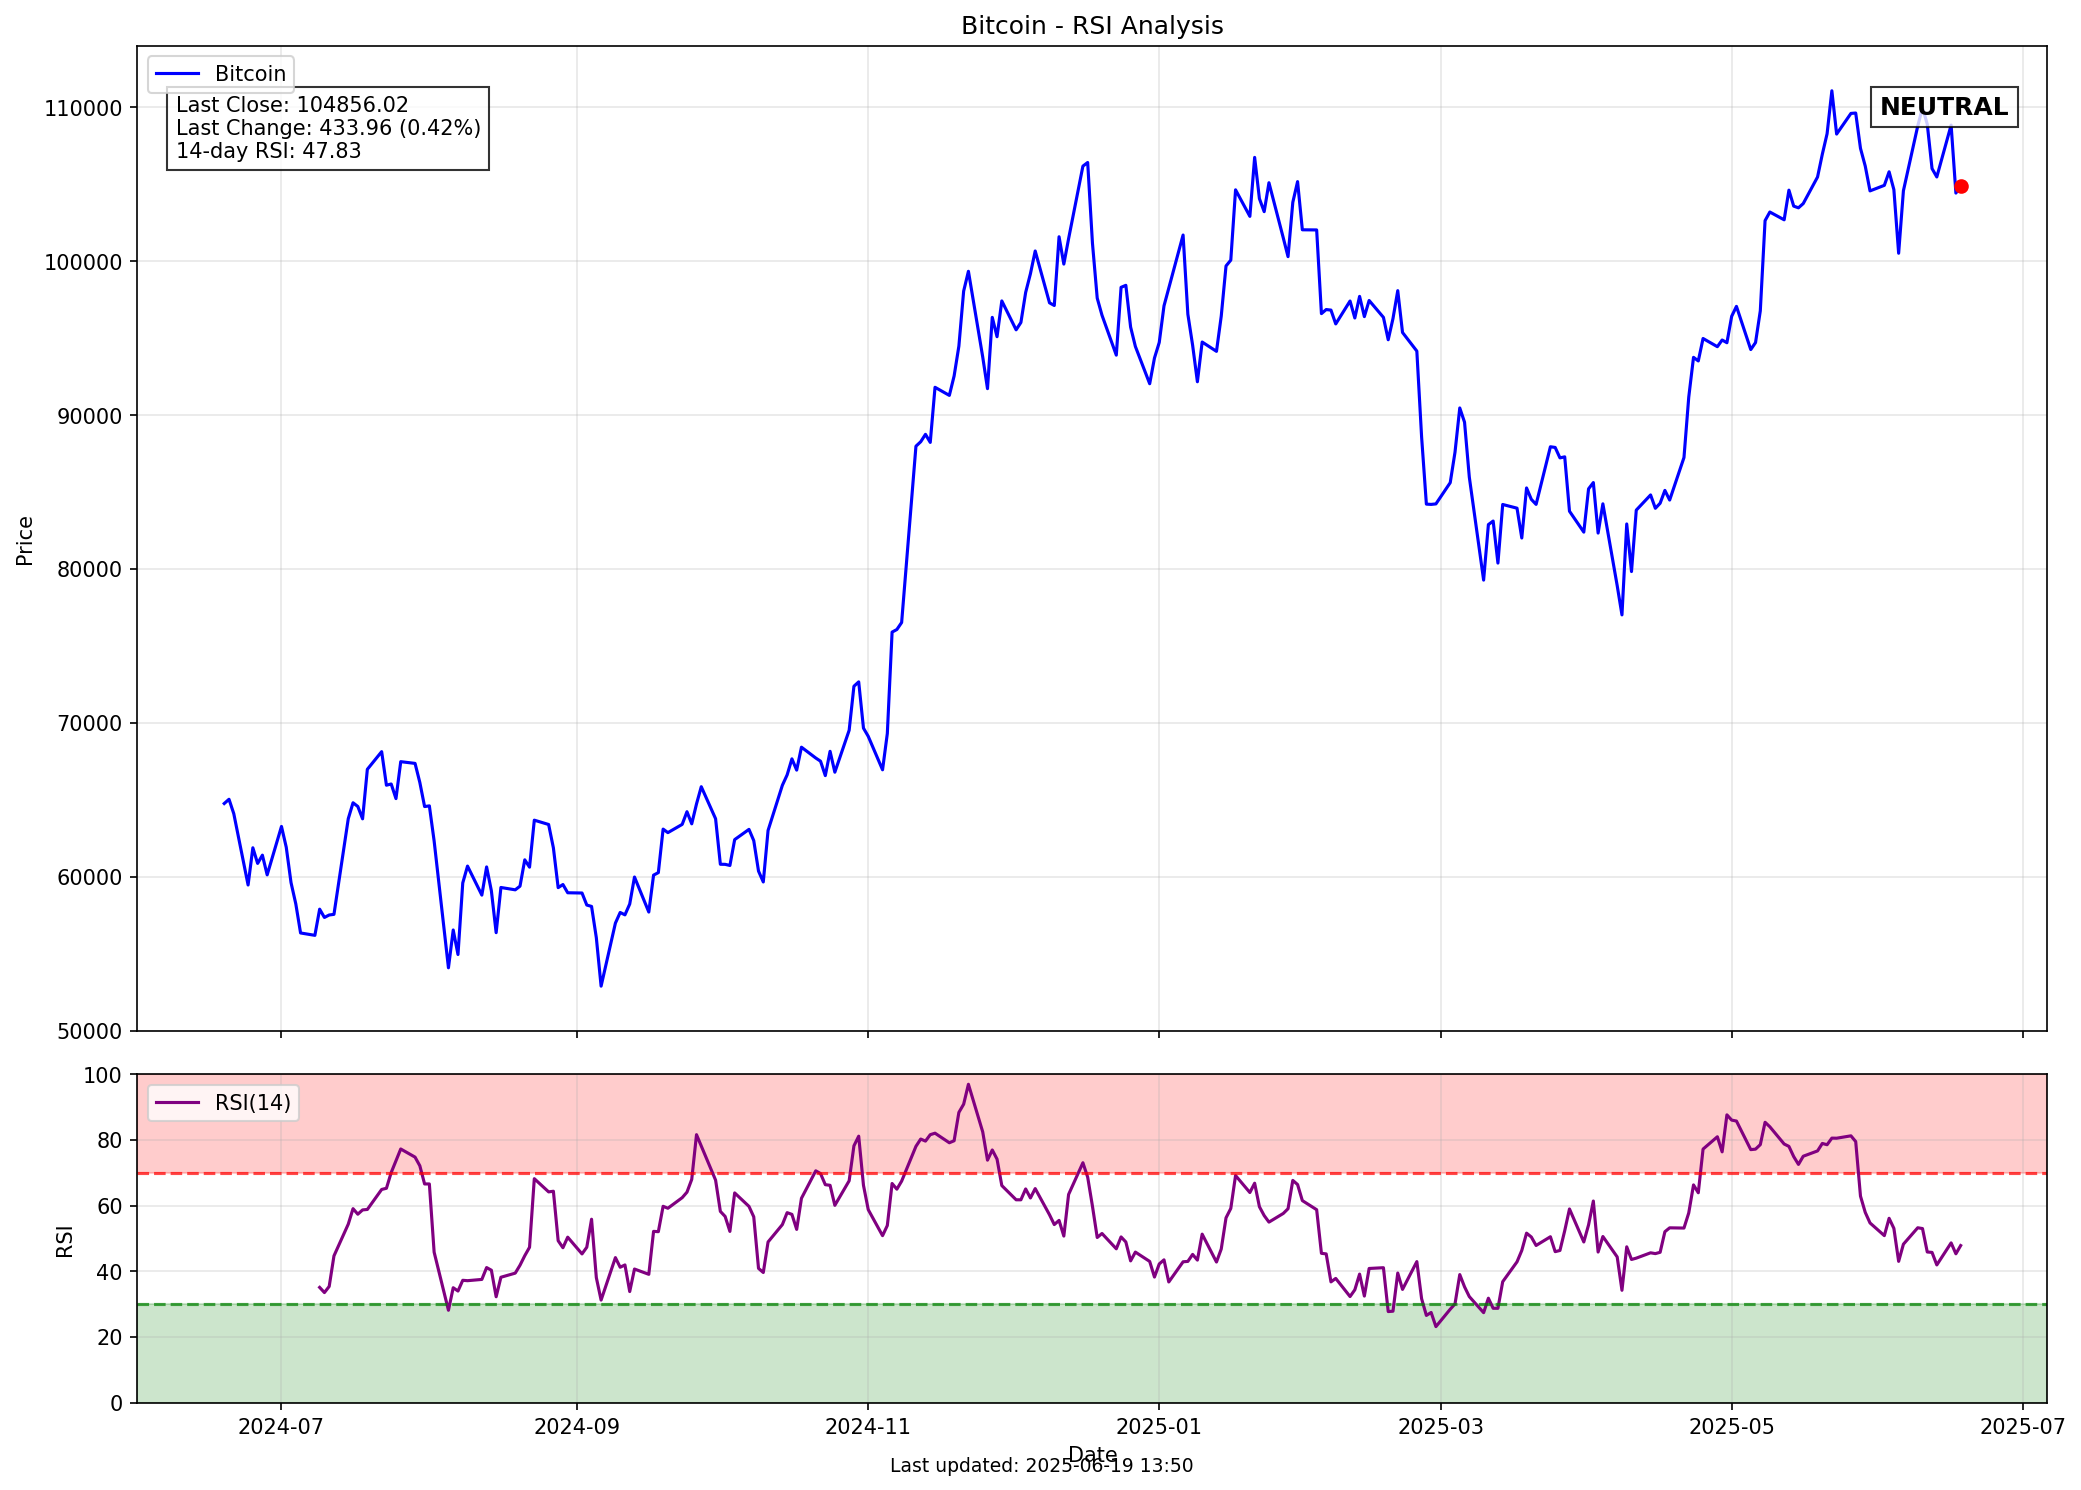 Bitcoin - RSI Analysis
Bitcoin
Last Close: 104856.02
Last Change: 433.96 (0.42%)
14-day RSI: 47.83
NEUTRAL
110000
100000
90000
80000
70000
60000
50000
Price
RSI(14)
100
80
60
40
20
0
RSI
2024-07
2024-09
2024-11
2025-01
2025-03
2025-05
2025-07
Date
Last updated: 2025-06-19 13:50